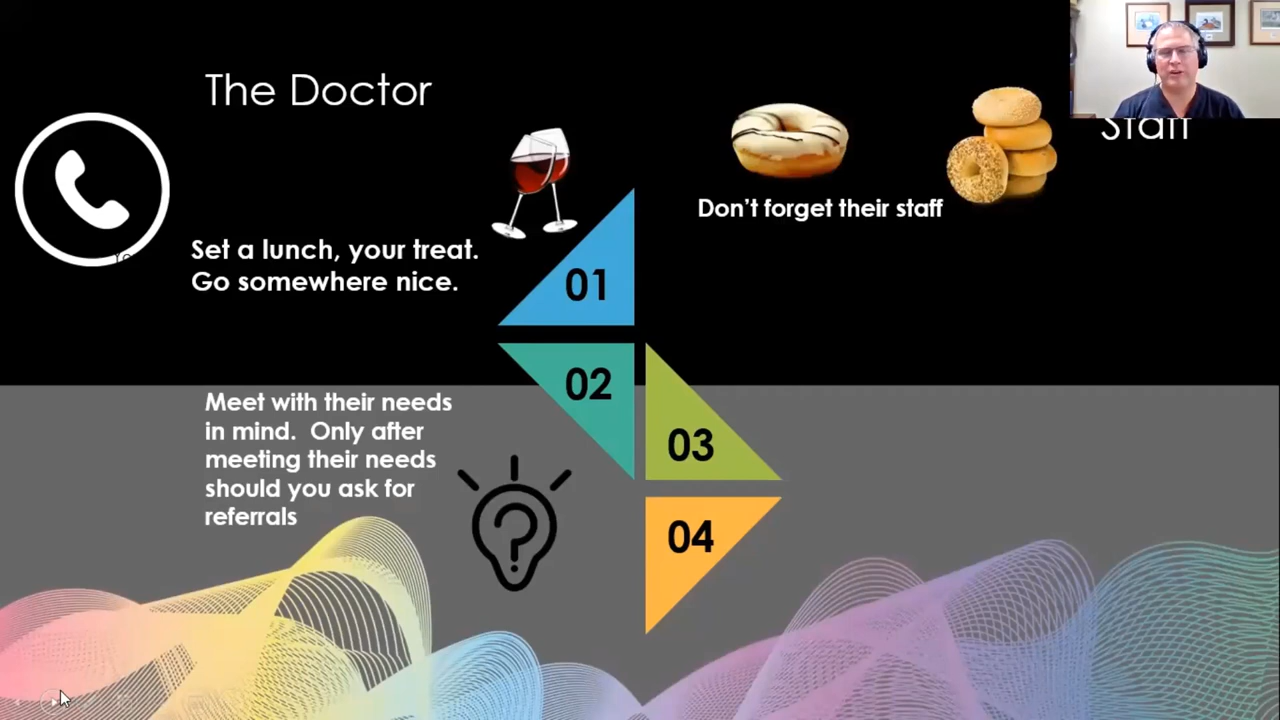 The Doctor
Staff
Don't forget their staff
Set a lunch, your treat.
Go somewhere nice.
01
02
Meet with their needs
in mind.  Only after
meeting their needs
should you ask for
referrals
03
04